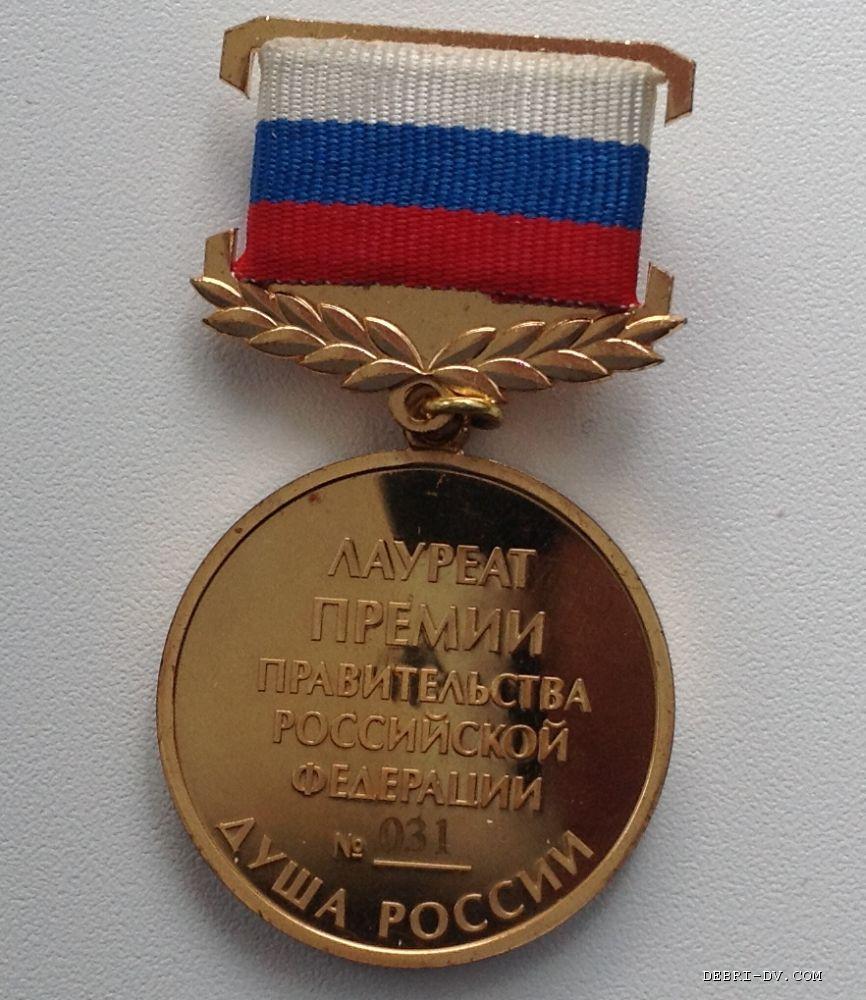 ЛАУРЕАТ
ПРЕМИИ
ПРАВИТЕЛЬСТВА
РОССИЙСКОЙ
ФЕДЕРАЦИИ
№ 031
ДУША РОССИИ
DEBRI-DV.COM